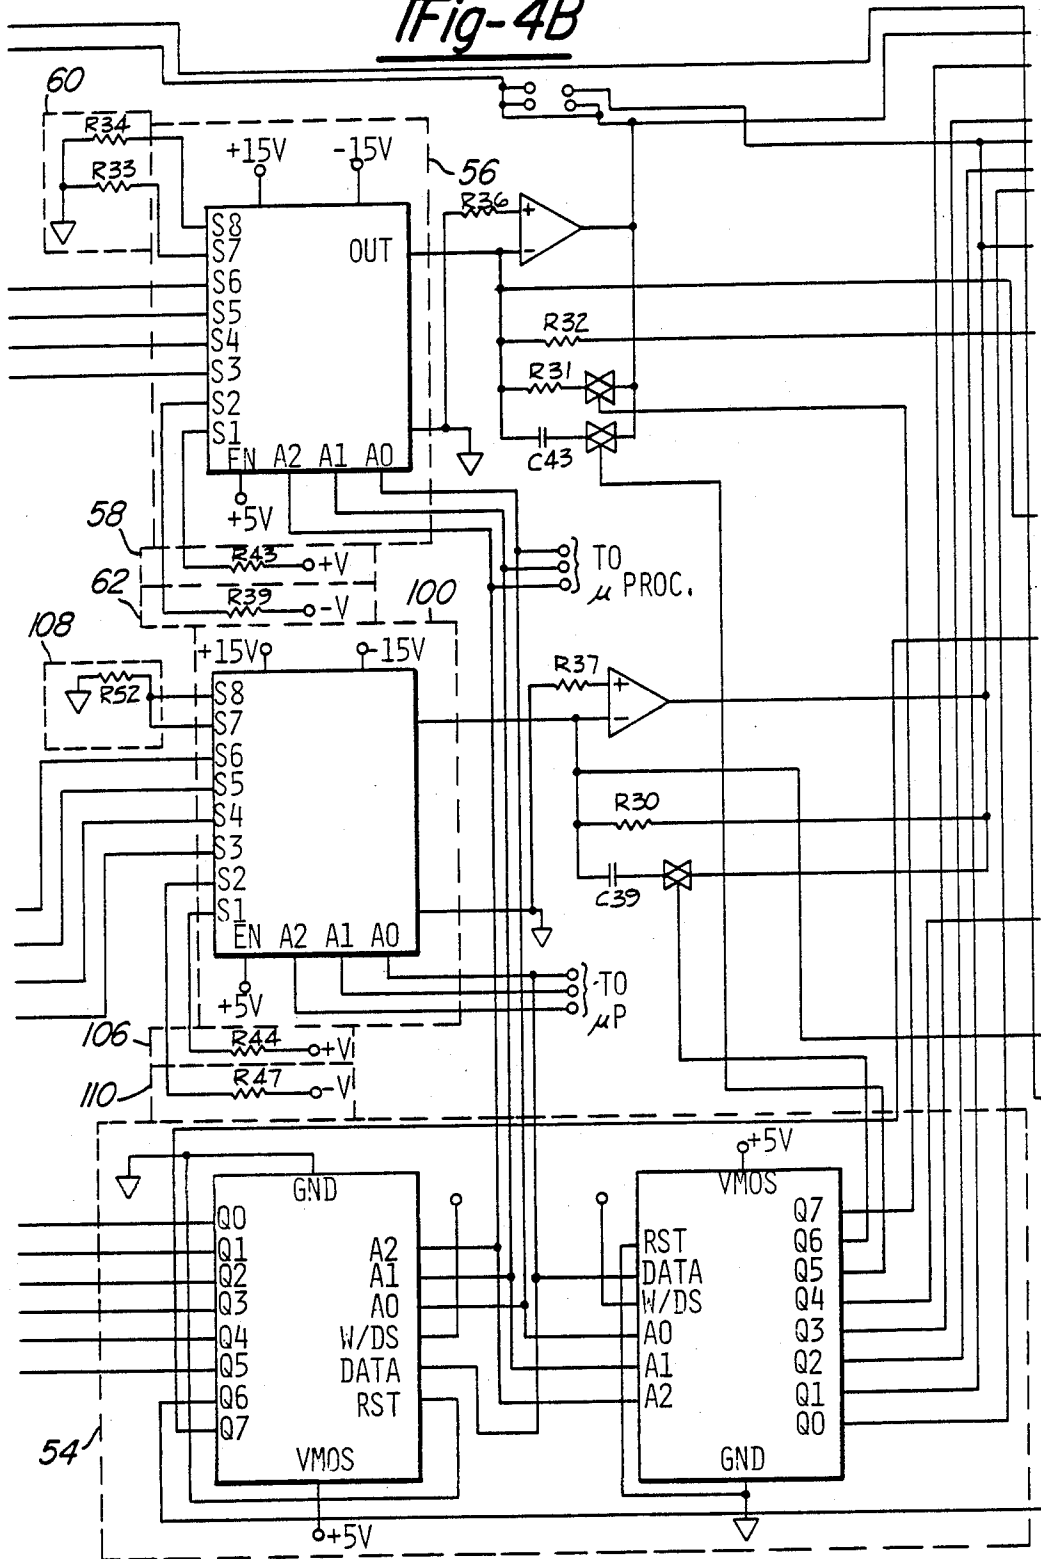 Fig-4B
60
R34
R33
+15V
-15V
56
R36
+
-
S8
S7
S6
S5
S4
S3
S2
S1
OUT
R32
R31
C43
EN A2 A1 A0
+5V
58
R43
+V
62
R39
-V
TO
μ PROC.
100
108
R52
+15V
-15V
R37
+
-
S8
S7
S6
S5
S4
S3
S2
S1
R30
C39
EN A2 A1 A0
+5V
TO
μP
106
R44
+V
110
R47
-V
54
GND
Q0
Q1
Q2
Q3
Q4
Q5
Q6
Q7
A2
A1
A0
W/DS
DATA
RST
VMOS
+5V
+5V
VMOS
RST
DATA
W/DS
A0
A1
A2
Q7
Q6
Q5
Q4
Q3
Q2
Q1
Q0
GND